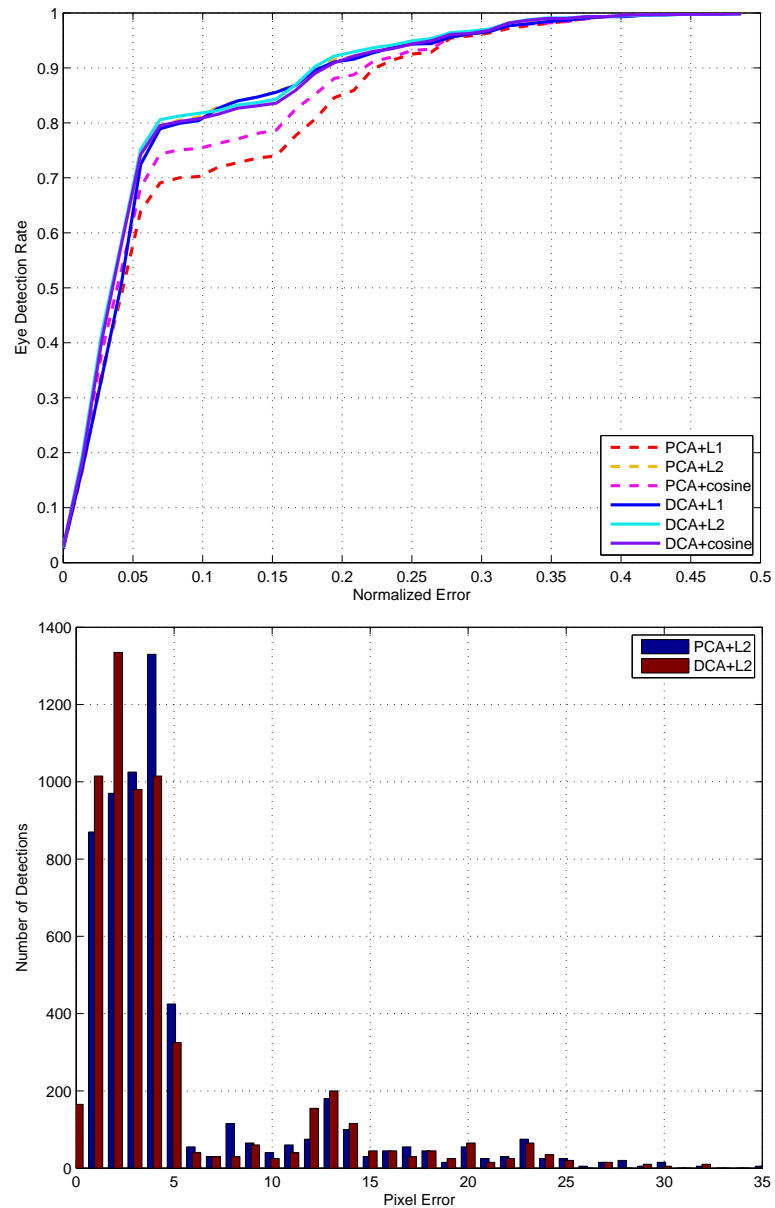 1
0.9
0.8
0.7
0.6
0.5
0.4
0.3
0.2
0.1
0
Eye Detection Rate
PCA+L1
PCA+L2
PCA+cosine
DCA+L1
DCA+L2
DCA+cosine
0 0.05 0.1 0.15 0.2 0.25 0.3 0.35 0.4 0.45 0.5
Normalized Error
1400
1200
1000
800
600
400
200
0
Number of Detections
PCA+L2
DCA+L2
0 5 10 15 20 25 30 35
Pixel Error